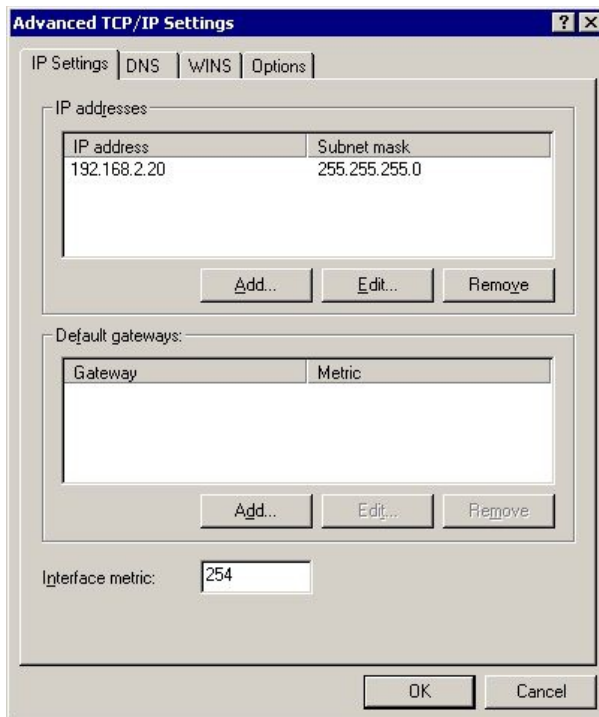 Advanced TCP/IP Settings
IP Settings DNS WINS Options
IP addresses
IP address Subnet mask
192.168.2.20 255.255.255.0
Add... Edit... Remove
Default gateways:
Gateway Metric
Add... Edit... Remove
Interface metric: 254
OK Cancel